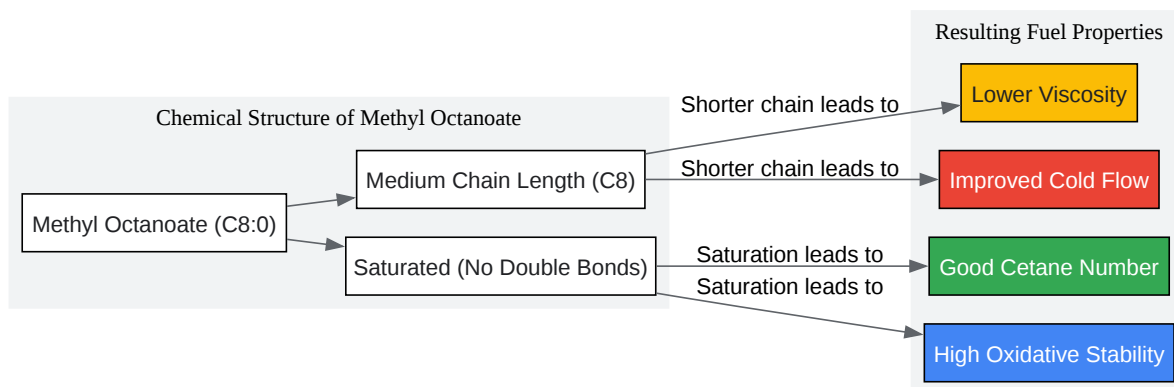 Resulting Fuel Properties
Chemical Structure of Methyl Octanoate
Methyl Octanoate (C8:0)
Medium Chain Length (C8)
Saturated (No Double Bonds)
Shorter chain leads to
Shorter chain leads to
Saturation leads to
Saturation leads to
Lower Viscosity
Improved Cold Flow
Good Cetane Number
High Oxidative Stability